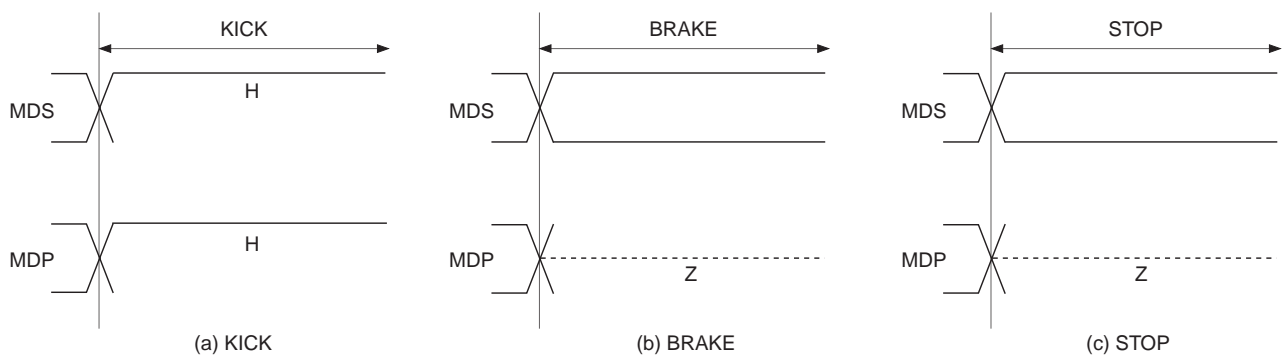 KICK
MDS
H
MDP
H
(a) KICK
BRAKE
MDS
MDP
Z
(b) BRAKE
STOP
MDS
MDP
Z
(c) STOP